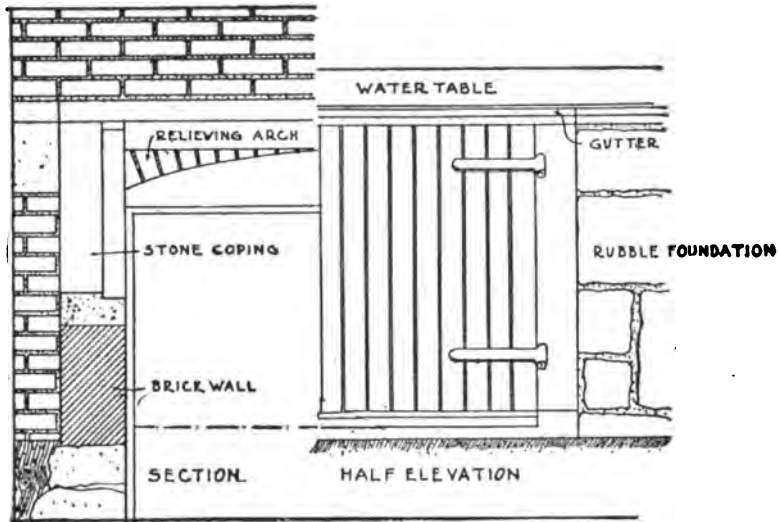 WATER TABLE
RELIEVING ARCH
GUTTER
STONE COPING
RUBBLE FOUNDATION
BRICK WALL
SECTION.
HALF ELEVATION